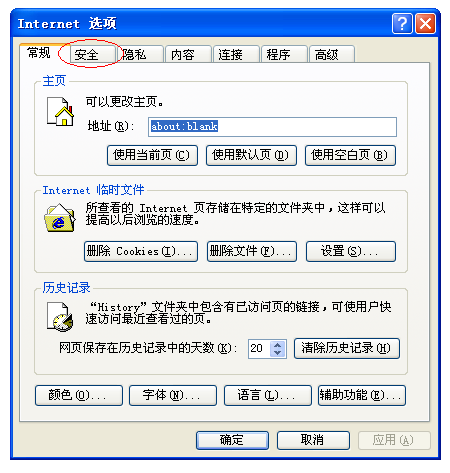 Internet 选项
常规 安全 隐私 内容 连接 程序 高级
主页
可以更改主页。
地址(R): about:blank
使用当前页(C) 使用默认页(D) 使用空白页(B)
Internet 临时文件
所查看的 Internet 页存储在特定的文件夹中，这样可以
提高以后浏览的速度。
删除 Cookies(I)... 删除文件(F)... 设置(S)...
历史记录
“History”文件夹中包含有已访问页的链接，可使用户快
速访问最近查看过的页。
网页保存在历史记录中的天数(K): 20 清除历史记录(H)
颜色(O)... 字体(N)... 语言(L)... 辅助功能(E)...
确定 取消 应用(A)